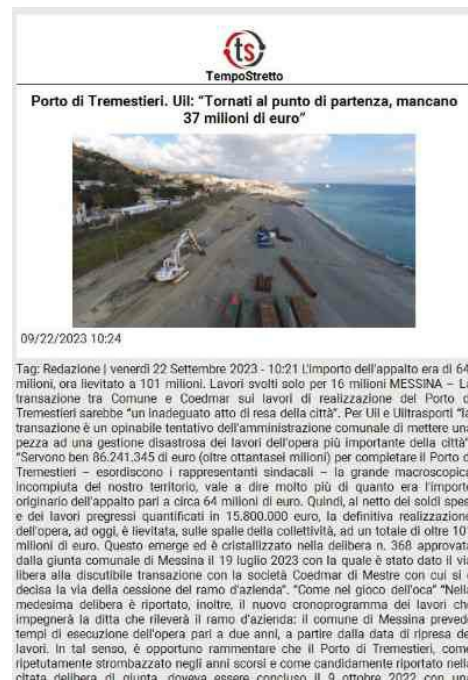 ts
TempoStretto
Porto di Tremestieri. Uil: “Tornati al punto di partenza, mancano
37 milioni di euro”
09/22/2023 10:24
Tag: Redazione | venerdì 22 Settembre 2023 - 10:21 L'importo dell'appalto era di 64
milioni, ora lievitato a 101 milioni. Lavori svolti solo per 16 milioni MESSINA – La
transazione tra Comune e Coedmar sui lavori di realizzazione del Porto d
Tremestieri sarebbe “un inadeguato atto di resa della città”. Per Uil e Uiltrasporti “la
transazione è un opinabile tentativo dell'amministrazione comunale di mettere una
pezza ad una gestione disastrosa dei lavori dell'opera più importante della città”
“Servono ben 86.241.345 di euro (oltre ottantasei milioni) per completare il Porto d
Tremestieri – esordiscono i rappresentanti sindacali – la grande macroscopica
incompiuta del nostro territorio, vale a dire molto più di quanto era l'importo
originario dell'appalto pari a circa 64 milioni di euro. Quindi, al netto dei soldi spes
e dei lavori pregressi quantificati in 15.800.000 euro, la definitiva realizzazione
dell'opera, ad oggi, è lievitata, sulle spalle della collettività, ad un totale di oltre 10
milioni di euro. Questo emerge ed è cristallizzato nella delibera n. 368 approvata
dalla giunta comunale di Messina il 19 luglio 2023 con la quale è stato dato il via
libera alla discutibile transazione con la società Coedmar di Mestre con cui si
decisa la via della cessione del ramo d'azienda”. “Come nel gioco dell'oca” “Nella
medesima delibera è riportato, inoltre, il nuovo cronoprogramma dei lavori che
impegnerà la ditta che rileverà il ramo d'azienda: il comune di Messina prevede
tempi di esecuzione dell'opera pari a due anni, a partire dalla data di ripresa de
lavori. In tal senso, è opportuno rammentare che il Porto di Tremestieri, come
ripetutamente strombazzato negli anni scorsi e come candidamente riportato nella
citata delibera di giunta, doveva essere concluso il 9 ottobre 2022 con uno